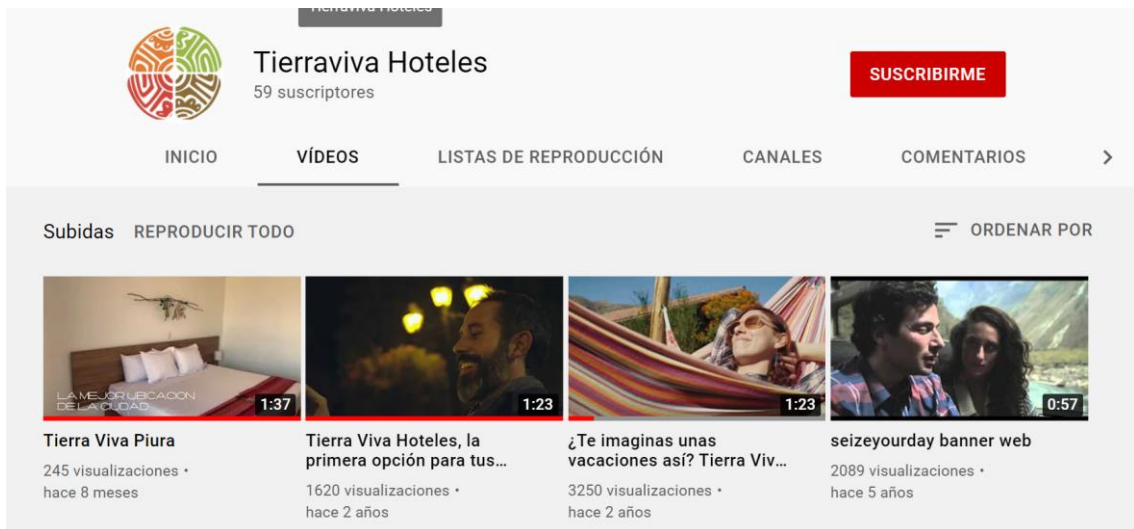 Tierraviva Hoteles
Tierraviva Hoteles
59 suscriptores
SUSCRIBIRME
INICIO
VÍDEOS
LISTAS DE REPRODUCCIÓN
CANALES
COMENTARIOS
Subidas
REPRODUCIR TODO
ORDENAR POR
LA MEJOR UBICACION
DE LA CIUDAD
1:37
1:23
1:23
0:57
Tierra Viva Piura
245 visualizaciones •
hace 8 meses
Tierra Viva Hoteles, la
primera opción para tus...
1620 visualizaciones •
hace 2 años
¿Te imaginas unas
vacaciones así? Tierra Viv...
3250 visualizaciones •
hace 2 años
seizeyourday banner web
2089 visualizaciones •
hace 5 años